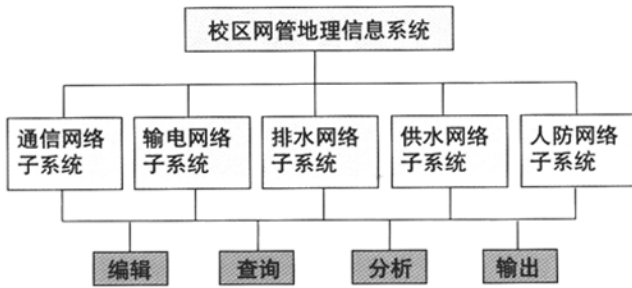 校区网管地理信息系统
通信网络
子系统
输电网络
子系统
排水网络
子系统
供水网络
子系统
人防网络
子系统
编辑
查询
分析
输出